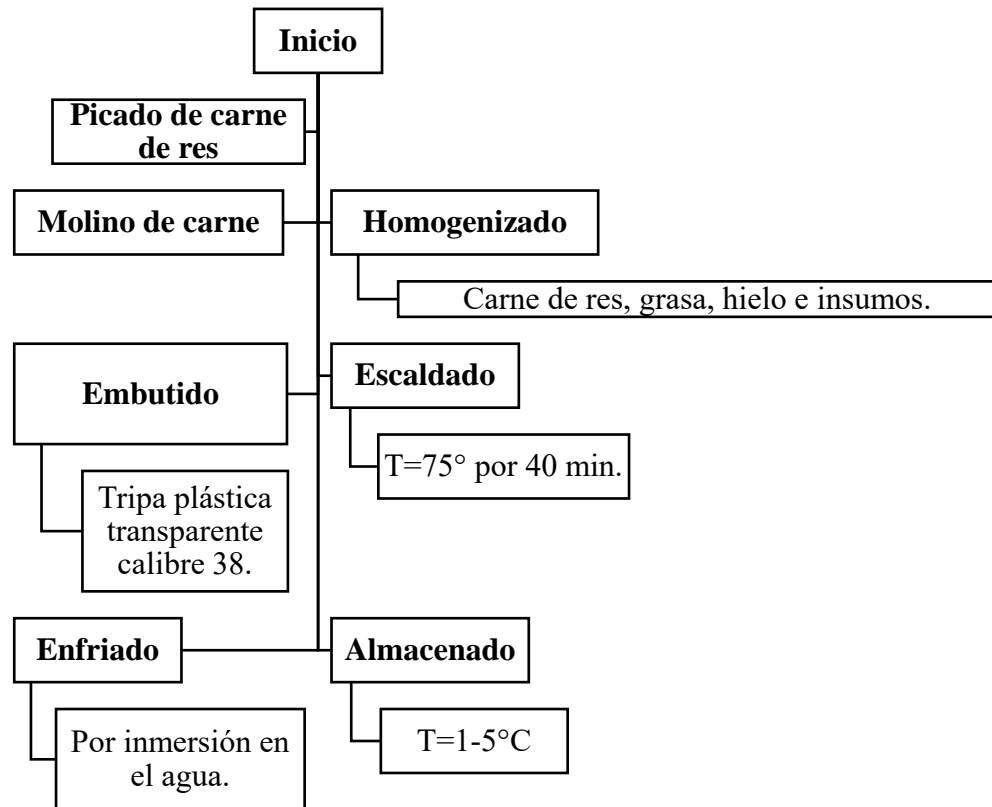 Inicio
Picado de carne
de res
Molino de carne
Homogenizado
Carne de res, grasa, hielo e insumos.
Embutido
Tripa plástica
transparente
calibre 38.
Escaldado
T=75° por 40 min.
Enfriado
Por inmersión en
el agua.
Almacenado
T=1-5°C